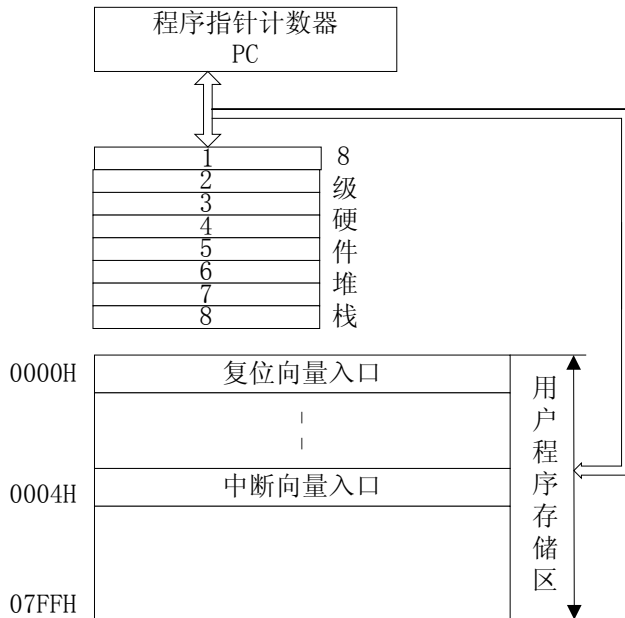 程序指针计数器
PC
1
2
3
4
5
6
7
8
8级硬件堆栈
0000H
复位向量入口
0004H
中断向量入口
07FFH
用户程序存储区